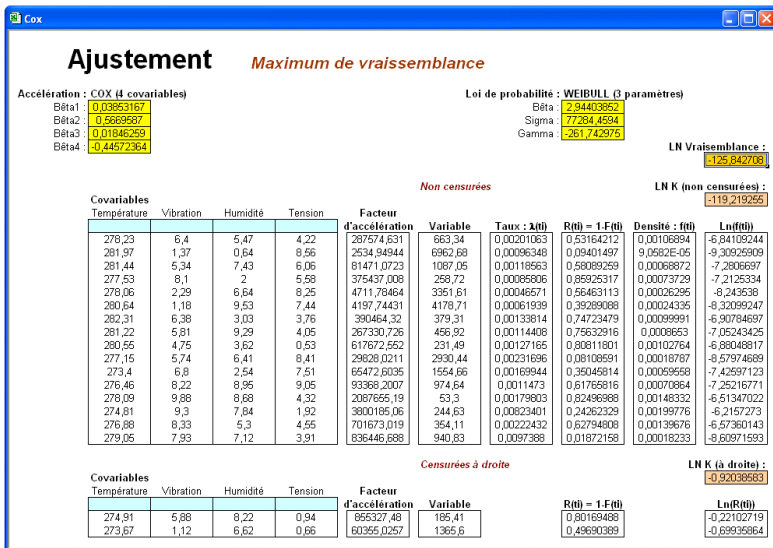 Cox
Ajustement Maximum de vraissemblance
Accélération : COX (4 covariables) Loi de probabilité : WEIBULL (3 paramètres)
Bêta1 : 0,03853167 Bêta : 2,94403852
Bêta2 : 0,5669587 Sigma : 77284,4594
Bêta3 : 0,01846259 Gamma : -261,742975
Bêta4 : -0,44572364 LN Vraisemblance :
-125,842708
Non censurées LN K (non censurées) :
Covariables -119,219255
Température Vibration Humidité Tension Facteur
d'accélération Variable Taux : λ(ti) R(ti) = 1-F(ti) Densité : f(ti) Ln(f(ti))
278,23 6,4 5,47 4,22 287574,631 663,34 0,00201063 0,53164212 0,00106894 -6,84109244
281,97 1,37 0,64 8,56 2534,94944 6962,68 0,00096348 0,09401497 9,0582E-05 -9,30925909
281,44 5,34 7,43 6,06 81471,0723 1087,05 0,00118563 0,58089259 0,00068872 -7,2806697
277,53 8,1 2 5,58 375437,008 258,72 0,00085806 0,85925317 0,00073729 -7,2125334
278,06 2,29 6,64 8,25 4711,78464 3351,61 0,00046571 0,56463113 0,00026295 -8,243538
280,64 1,18 9,53 7,44 4197,74431 4178,71 0,00061939 0,39289088 0,00024335 -8,32099247
282,31 6,38 3,03 3,76 390464,32 379,31 0,00133814 0,74723479 0,00099991 -6,90784697
281,22 5,81 9,29 4,05 267330,726 456,92 0,00114408 0,75632916 0,0008653 -7,05243425
280,55 4,75 3,62 0,53 617672,552 231,49 0,00127165 0,80811801 0,00102764 -6,88048817
277,15 5,74 6,41 8,41 29828,0211 2930,44 0,00231696 0,08108591 0,00018787 -8,57974689
273,4 6,8 2,54 7,51 65472,6035 1554,66 0,00169944 0,35045814 0,00059558 -7,42597123
276,46 8,22 8,95 9,05 93368,2007 974,64 0,0011473 0,61765816 0,00070864 -7,25216771
278,09 9,88 8,68 4,32 2087655,19 53,3 0,00179803 0,82496988 0,00148332 -6,51347022
274,81 9,3 7,84 1,92 3800185,06 244,63 0,00823401 0,24262329 0,00199776 -6,2157273
276,88 8,33 5,3 4,55 701673,019 354,11 0,00222432 0,62794808 0,00139676 -6,57360143
279,05 7,93 7,12 3,91 836446,688 940,83 0,0097388 0,01872158 0,00018233 -8,60971593
Censurées à droite LN K (à droite) :
Covariables -0,92038583
Température Vibration Humidité Tension Facteur
d'accélération Variable R(ti) = 1-F(ti) Ln(R(ti))
274,91 5,88 8,22 0,94 855327,48 185,41 0,80169488 -0,22102719
273,67 1,12 6,62 0,66 60355,0257 1365,6 0,49690389 -0,69935864